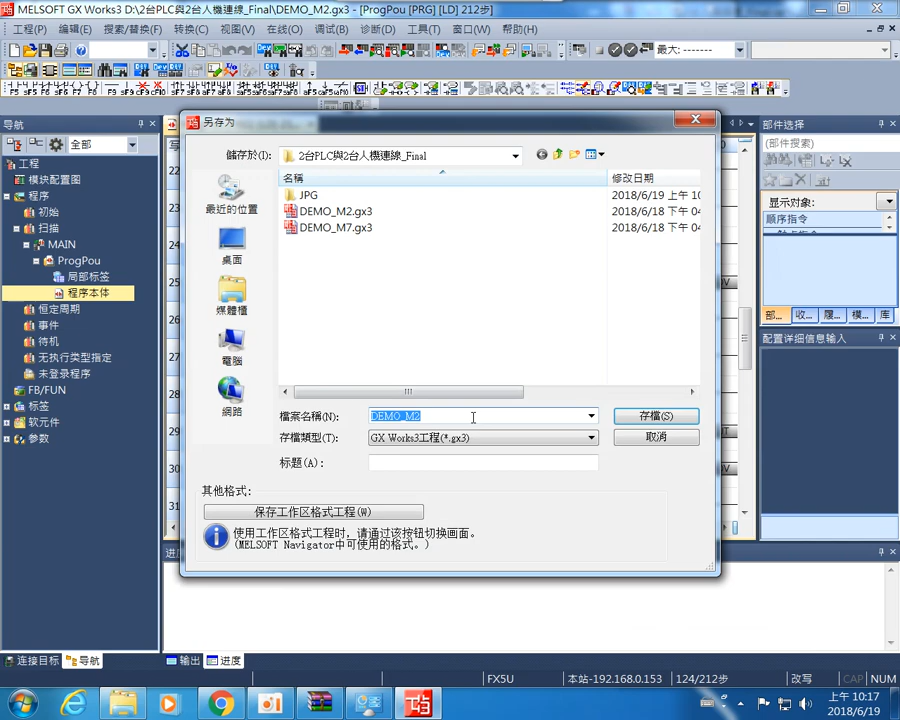 MELSOFT GX Works3 D:\2台PLC與2台人機連線_Final\DEMO_M2.gx3 - [ProgPou [PRG] [LD] 212步]
工程(P) 编辑(E) 搜索/替换(F) 转换(C) 视图(V) 在线(O) 调试(B) 诊断(D) 工具(T) 窗口(W) 帮助(H)
最大: -------
导航
全部
工程
模块配置图
程序
初始
扫描
MAIN
ProgPou
局部标签
程序本体
恒定周期
事件
待机
无执行类型指定
未登录程序
FB/FUN
标签
软元件
参数
连接目标 导航
另存为
儲存於(I): 2台PLC與2台人機連線_Final
名稱 修改日期
JPG 2018/6/19 上午 10
DEMO_M2.gx3 2018/6/18 下午 04
DEMO_M7.gx3 2018/6/18 下午 04
最近的位置
桌面
媒體櫃
電腦
網路
檔案名稱(N): DEMO_M2 存檔(S)
存檔類型(T): GX Works3工程(*.gx3) 取消
标题(A):
其他格式:
保存工作区格式工程(W)
使用工作区格式工程时，请通过该按钮切换画面。
(MELSOFT Navigator中可使用的格式。)
部件选择
(部件搜索)
显示对象:
顺序指令
部... 收... 履... 模... 库
配置详细信息输入
输出 进度
FX5U 本站-192.168.0.153 124/212步 改写 CAP NUM
上午 10:17
2018/6/19